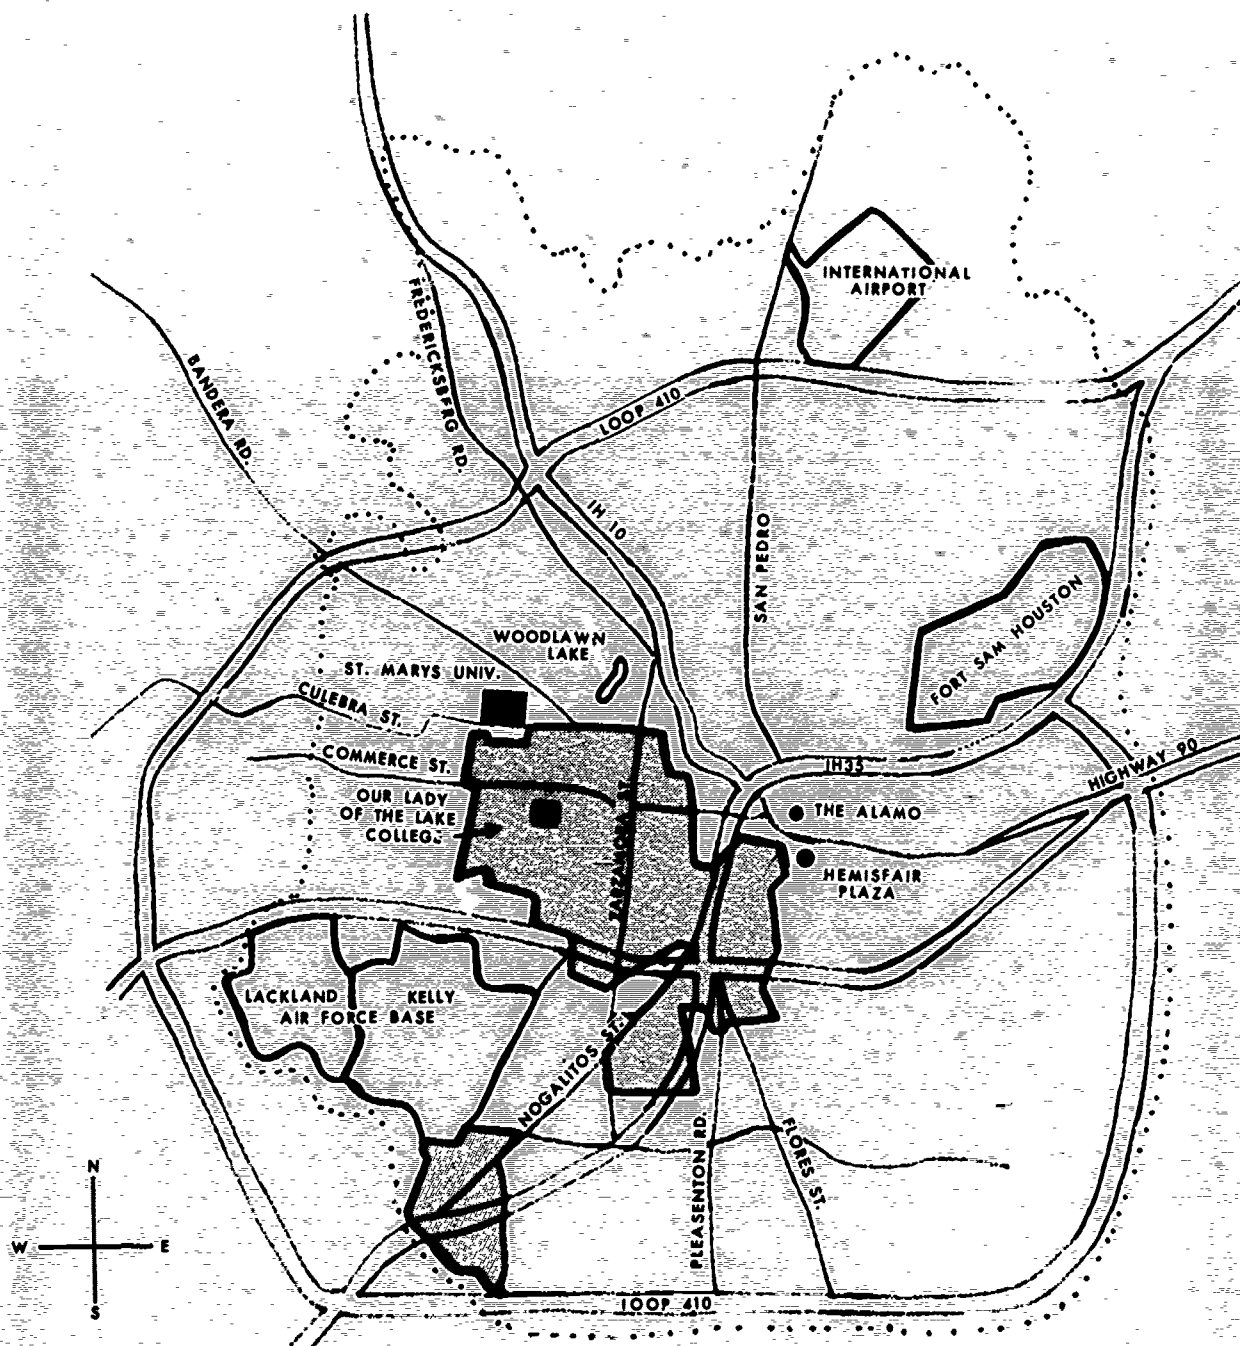 INTERNATIONAL
AIRPORT
FREDERICKSBERG RD.
BANDERA RD.
LOOP 410
IH 10
SAN PEDRO
FORT SAM HOUSTON
WOODLAWN
LAKE
ST. MARYS UNIV.
CULEBRA ST.
COMMERCE ST.
IH35
HIGHWAY 90
OUR LADY
OF THE LAKE
COLLEGE
THE ALAMO
HEMISFAIR
PLAZA
ZARZAMORA ST.
LACKLAND
KELLY
AIR FORCE BASE
NOGALITOS ST.
PLEASENTON RD.
FLORES ST.
N
W
E
S
LOOP 410